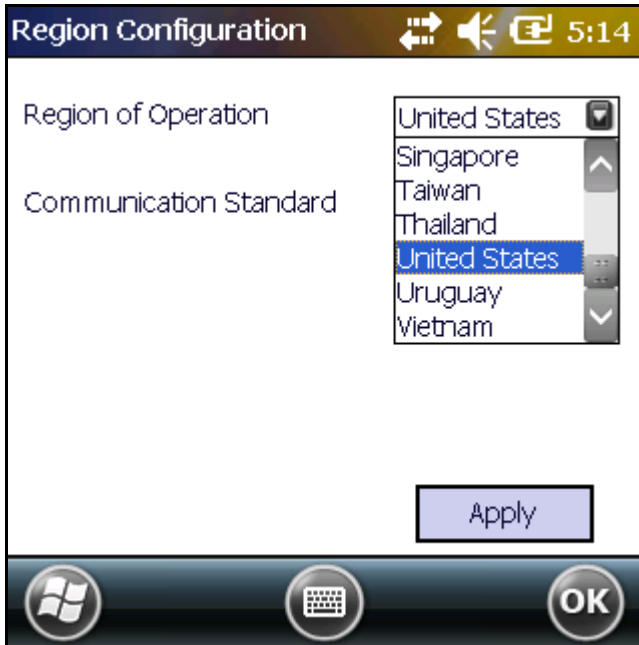 Region Configuration 5:14
Region of Operation United States
Singapore
Communication Standard Taiwan
Thailand
United States
Uruguay
Vietnam
Apply
OK